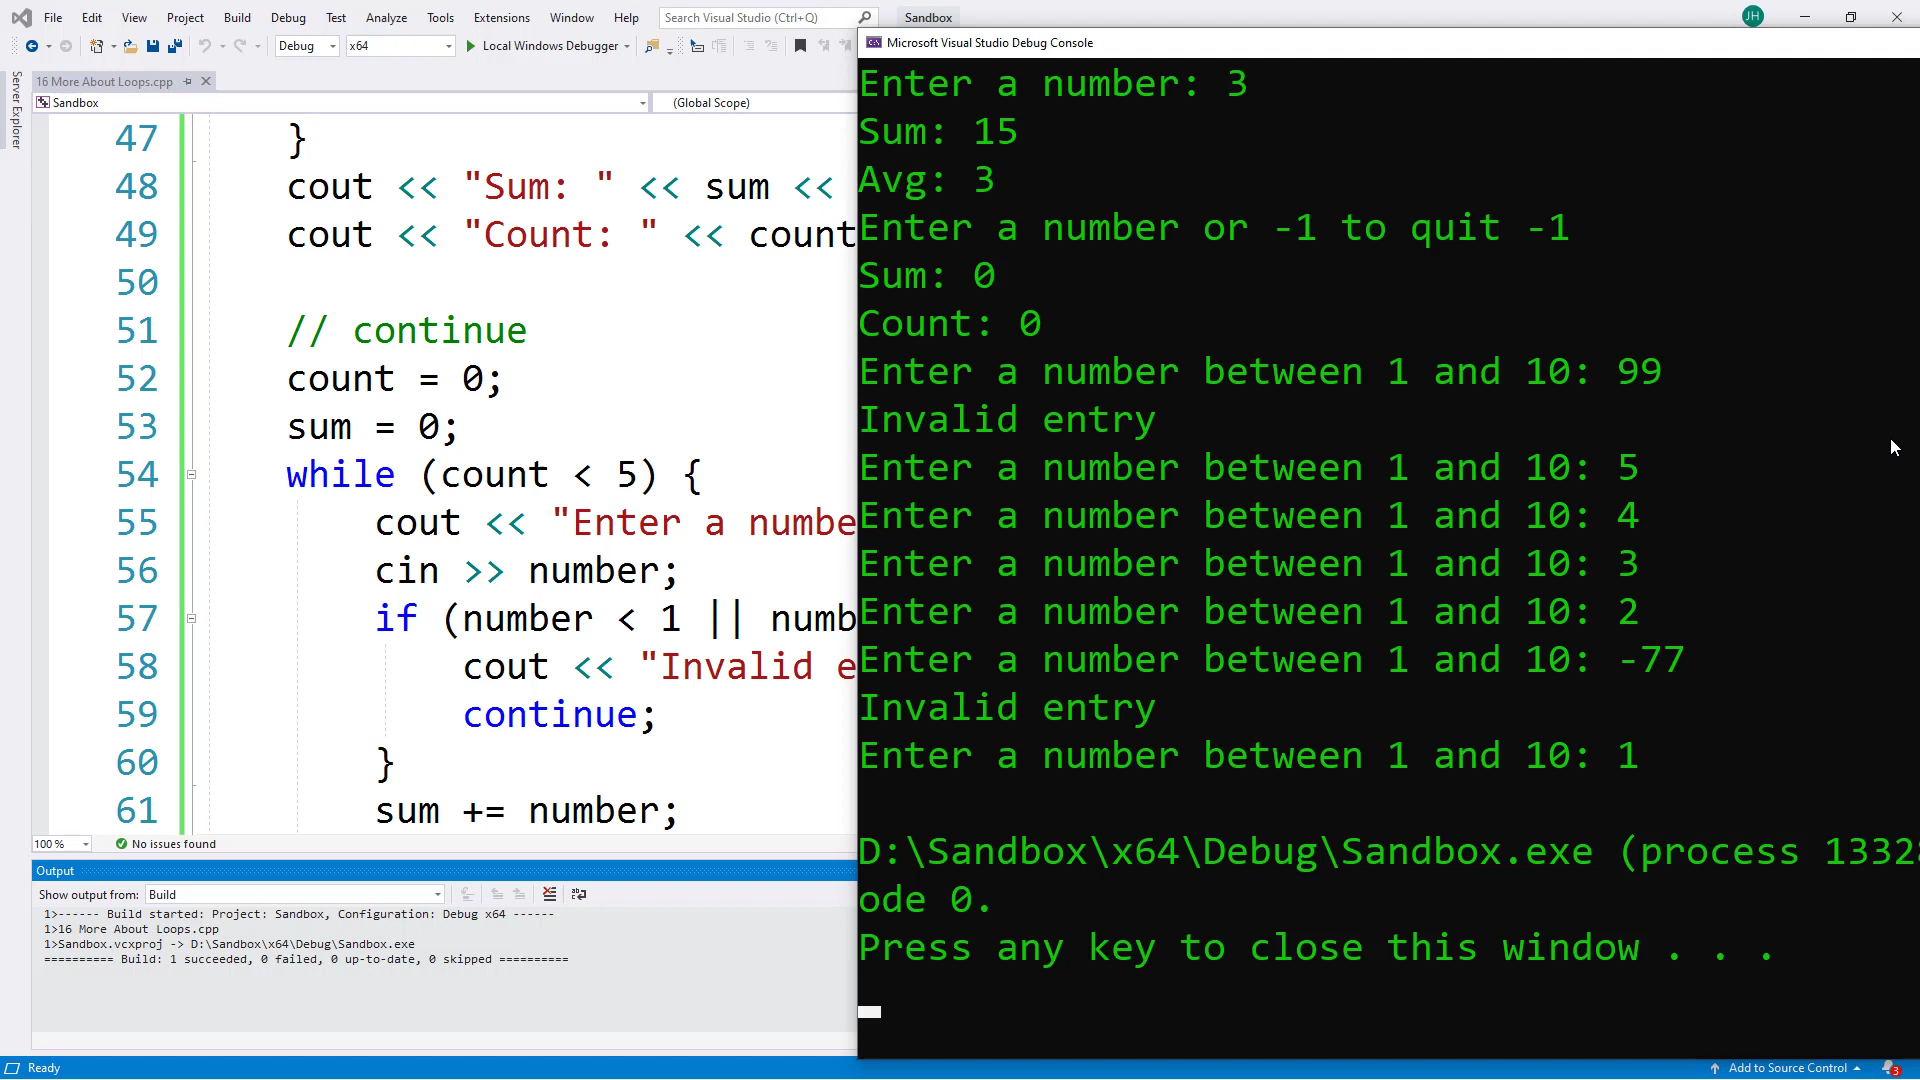 File Edit View Project Build Debug Test Analyze Tools Extensions Window Help Search Visual Studio (Ctrl+Q) Sandbox JH
Debug x64 Local Windows Debugger
Server Explorer
16 More About Loops.cpp
Sandbox (Global Scope)
47 }
48 cout << "Sum: " << sum <<
49 cout << "Count: " << count
50
51 // continue
52 count = 0;
53 sum = 0;
54 while (count < 5) {
55 cout << "Enter a numbe
56 cin >> number;
57 if (number < 1 || numb
58 cout << "Invalid e
59 continue;
60 }
61 sum += number;
100 % No issues found
Output
Show output from: Build
1>------ Build started: Project: Sandbox, Configuration: Debug x64 ------
1>16 More About Loops.cpp
1>Sandbox.vcxproj -> D:\Sandbox\x64\Debug\Sandbox.exe
========== Build: 1 succeeded, 0 failed, 0 up-to-date, 0 skipped ==========
Microsoft Visual Studio Debug Console
Enter a number: 3
Sum: 15
Avg: 3
Enter a number or -1 to quit -1
Sum: 0
Count: 0
Enter a number between 1 and 10: 99
Invalid entry
Enter a number between 1 and 10: 5
Enter a number between 1 and 10: 4
Enter a number between 1 and 10: 3
Enter a number between 1 and 10: 2
Enter a number between 1 and 10: -77
Invalid entry
Enter a number between 1 and 10: 1
D:\Sandbox\x64\Debug\Sandbox.exe (process 1332
ode 0.
Press any key to close this window . . .
Ready Add to Source Control 3